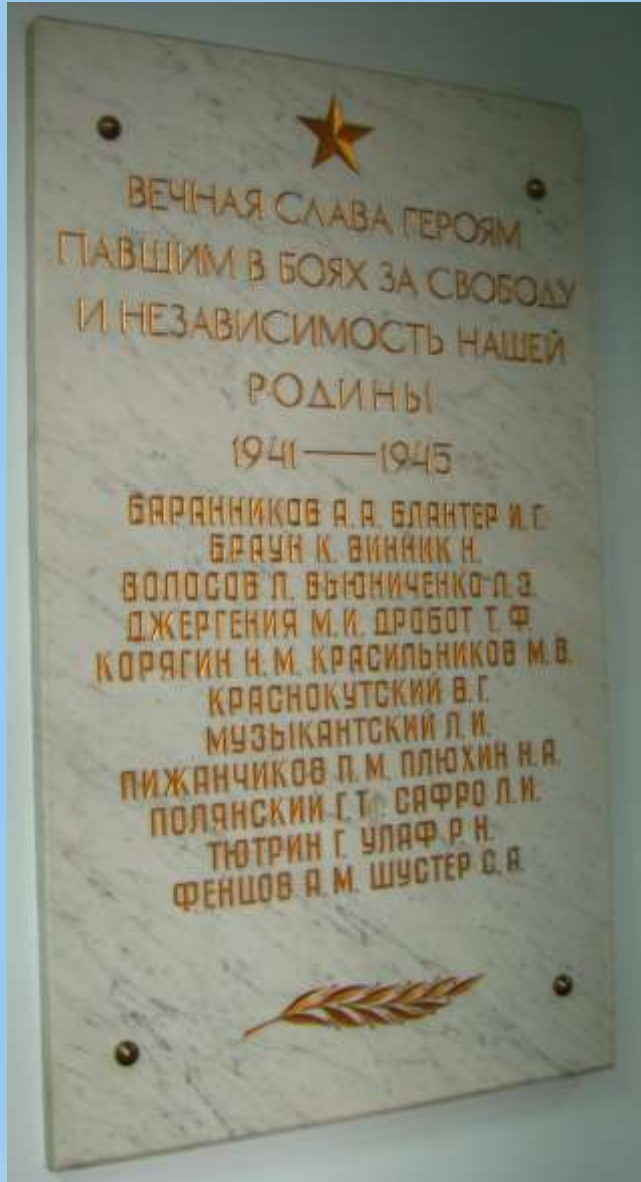 ВЕЧНАЯ СЛАВА ГЕРОЯМ
ПАВШИМ В БОЯХ ЗА СВОБОДУ
И НЕЗАВИСИМОСТЬ НАШЕЙ
РОДИНЫ
1941 — 1945
БАРАННИКОВ А. А. БЛАНТЕР И. Г.
БРАУН К. ВИННИК Н.
ВОЛОСОВ Л. ВЬЮНИЧЕНКО Л. Э.
ДЖЕРГЕНИЯ М. И. ДРОБОТ Т. Ф.
КОРЯГИН Н. М. КРАСИЛЬНИКОВ М. В.
КРАСНОКУТСКИЙ В. Г.
МУЗЫКАНТСКИЙ Л. И.
ПИЖАНЧИКОВ П. М. ПЛЮХИН Н. А.
ПОЛЯНСКИЙ Г. Т. САФРО Л. И.
ТЮТРИН Г. УЛАФ Р. Н.
ФЕНЦОВ А. М. ШУСТЕР С. А.